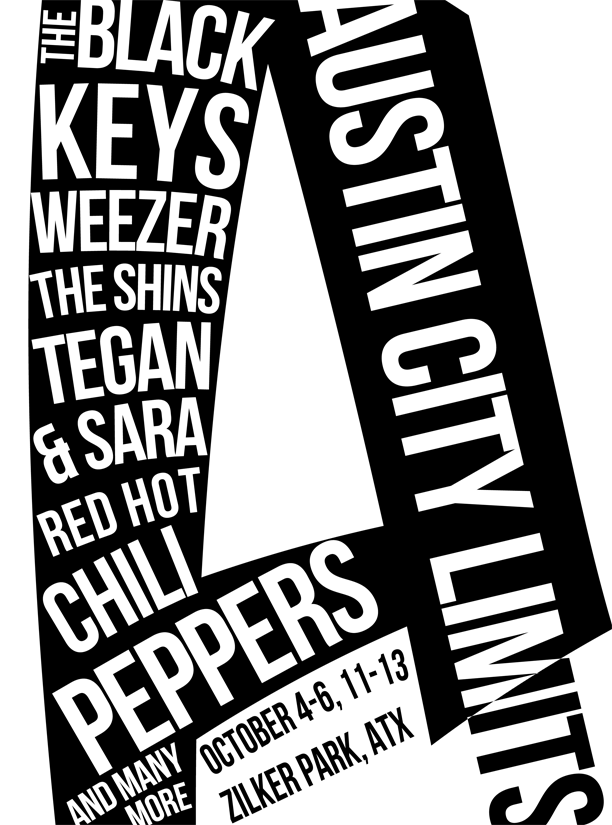 THE BLACK
KEYS
WEEZER
THE SHINS
TEGAN
& SARA
RED HOT
CHILI
PEPPERS
AND MANY
MORE
AUSTIN CITY LIMITS
OCTOBER 4-6, 11-13
ZILKER PARK, ATX